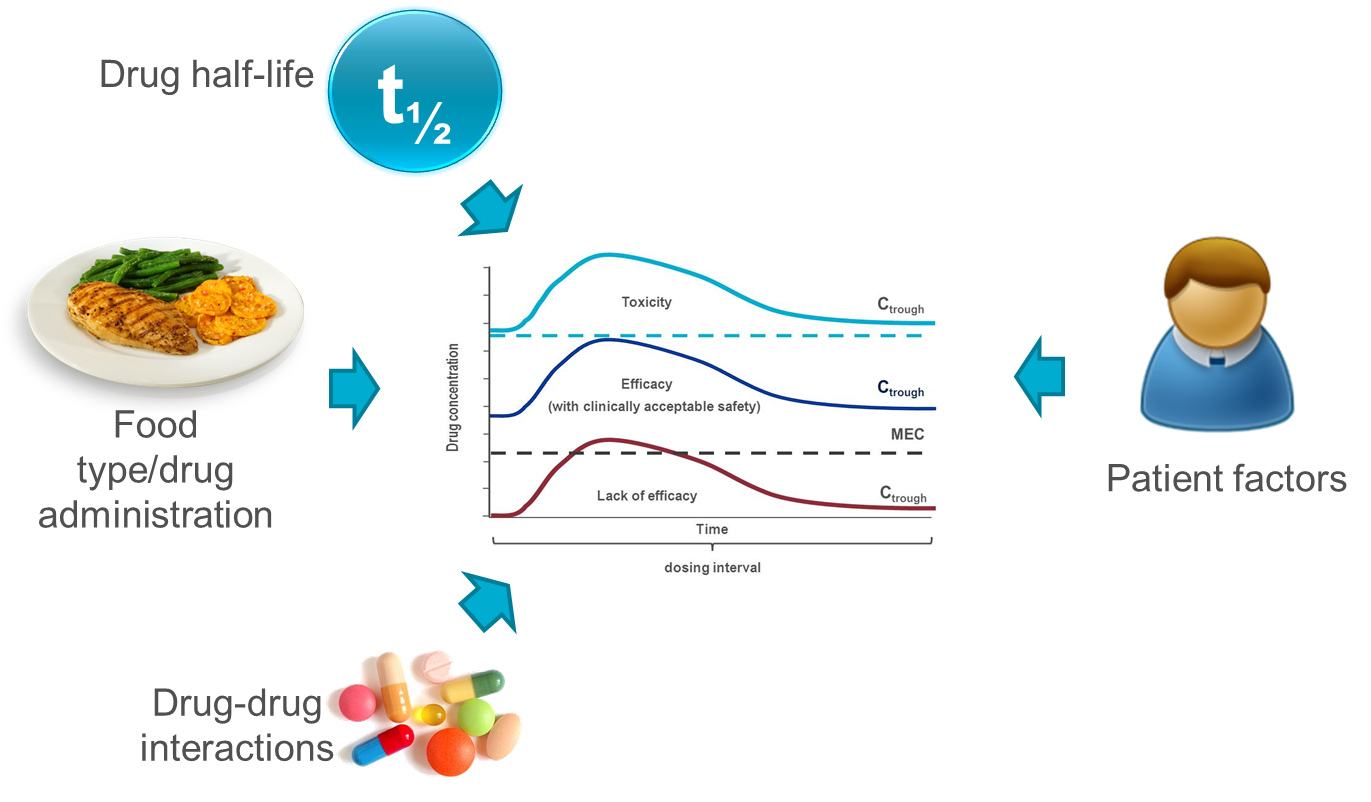 Drug half-life
t½
Food
type/drug
administration
Drug concentration
Toxicity
Ctrough
Efficacy
(with clinically acceptable safety)
Ctrough
MEC
Lack of efficacy
Ctrough
Time
dosing interval
Patient factors
Drug-drug
interactions